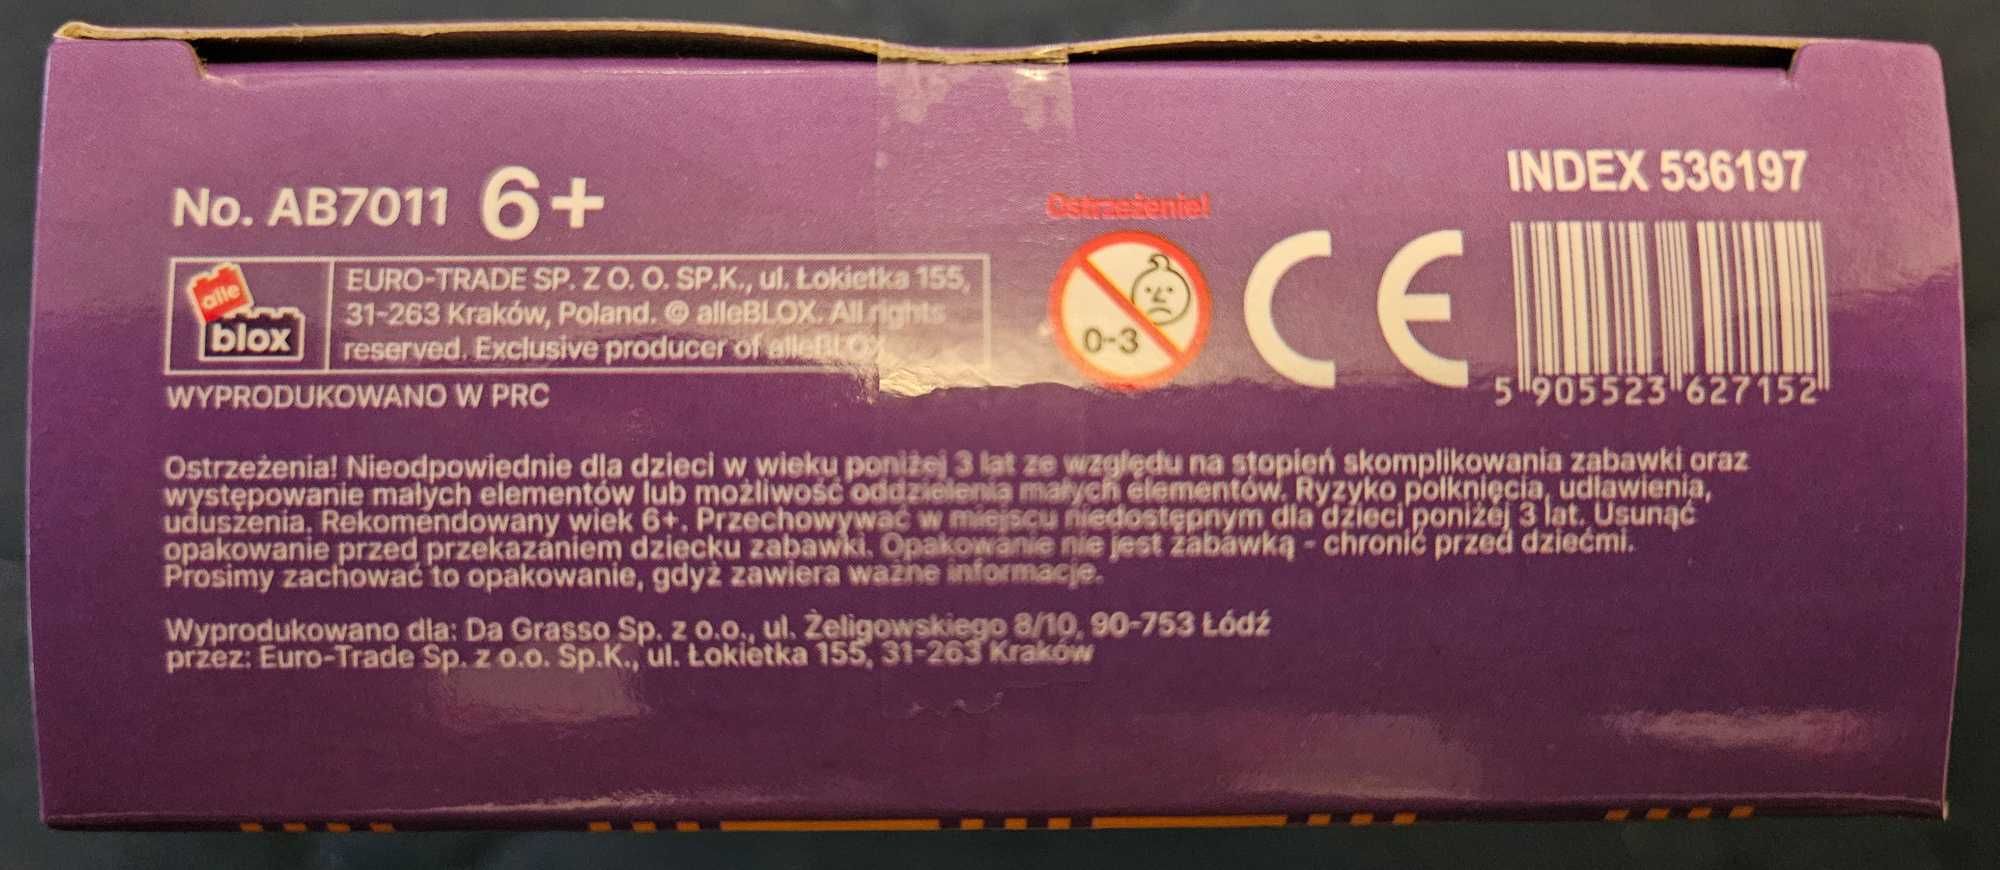 No. AB7011 6+
alle
blox
EURO-TRADE SP. Z O. O. SP.K., ul. Łokietka 155,
31-263 Kraków, Poland. © alleBLOX. All rights
reserved. Exclusive producer of alleBLOX
WYPRODUKOWANO W PRC
Ostrzeżenie!
0-3
CE
INDEX 536197
5 905523 627152
Ostrzeżenia! Nieodpowiednie dla dzieci w wieku poniżej 3 lat ze względu na stopień skomplikowania zabawki oraz
występowanie małych elementów lub możliwość oddzielenia małych elementów. Ryzyko połknięcia, udławienia,
uduszenia. Rekomendowany wiek 6+. Przechowywać w miejscu niedostępnym dla dzieci poniżej 3 lat. Usunąć
opakowanie przed przekazaniem dziecku zabawki. Opakowanie nie jest zabawką - chronić przed dziećmi.
Prosimy zachować to opakowanie, gdyż zawiera ważne informacje.
Wyprodukowano dla: Da Grasso Sp. z o.o., ul. Żeligowskiego 8/10, 90-753 Łódź
przez: Euro-Trade Sp. z o.o. Sp.K., ul. Łokietka 155, 31-263 Kraków